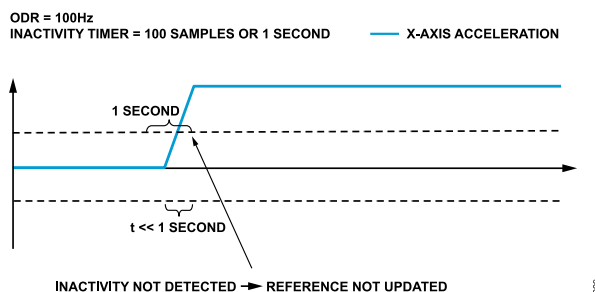 ODR = 100Hz
INACTIVITY TIMER = 100 SAMPLES OR 1 SECOND
X-AXIS ACCELERATION
1 SECOND
t << 1 SECOND
INACTIVITY NOT DETECTED → REFERENCE NOT UPDATED